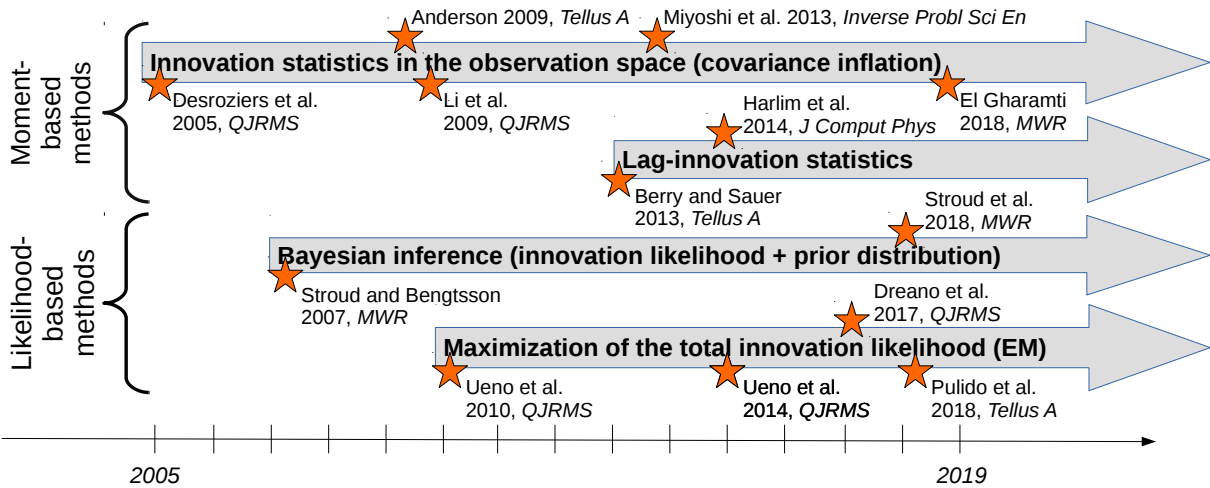 Anderson 2009, Tellus A
Miyoshi et al. 2013, Inverse Probl Sci En
Moment-
based
methods
Innovation statistics in the observation space (covariance inflation)
Desroziers et al.
2005, QJRMS
Li et al.
2009, QJRMS
Harlim et al.
2014, J Comput Phys
El Gharamti
2018, MWR
Lag-innovation statistics
Berry and Sauer
2013, Tellus A
Stroud et al.
2018, MWR
Likelihood-
based
methods
Bayesian inference (innovation likelihood + prior distribution)
Stroud and Bengtsson
2007, MWR
Dreano et al.
2017, QJRMS
Maximization of the total innovation likelihood (EM)
Ueno et al.
2010, QJRMS
Ueno et al.
2014, QJRMS
Pulido et al.
2018, Tellus A
2005
2019